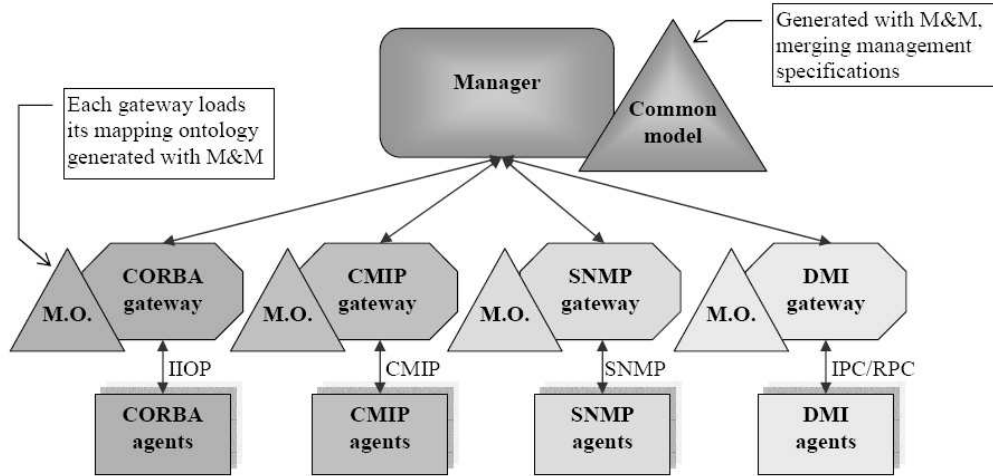 Generated with M&M,
merging management
specifications
Manager
Common
model
Each gateway loads
its mapping ontology
generated with M&M
M.O.
CORBA
gateway
M.O.
CMIP
gateway
M.O.
SNMP
gateway
M.O.
DMI
gateway
IIOP
CMIP
SNMP
IPC/RPC
CORBA
agents
CMIP
agents
SNMP
agents
DMI
agents